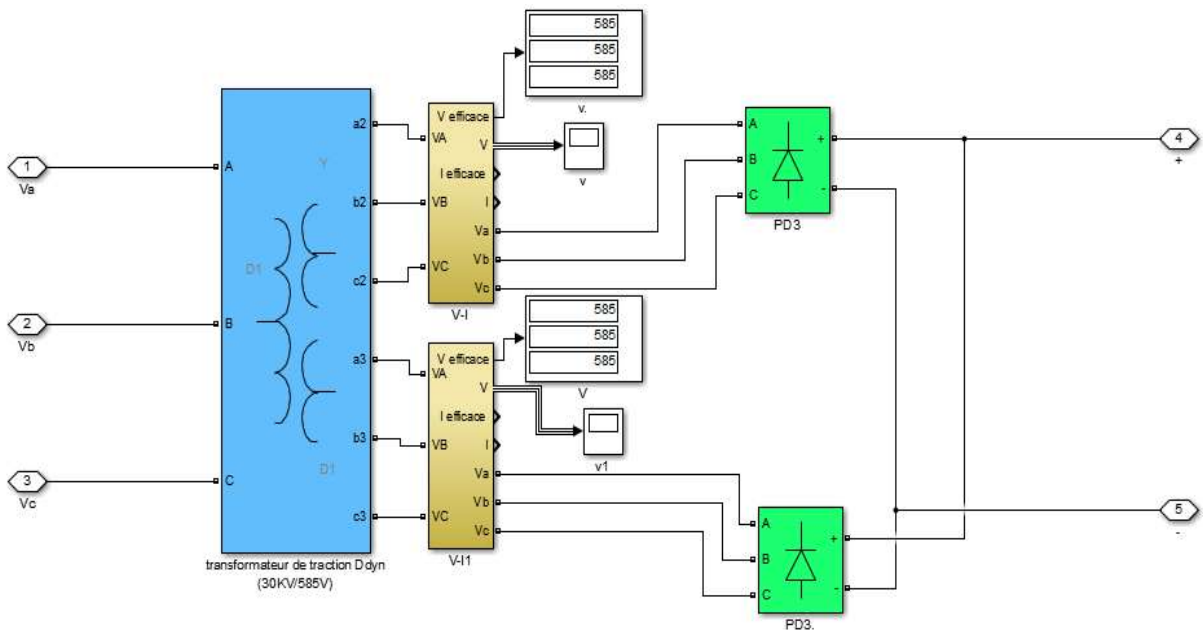 1
Va
2
Vb
3
Vc
A
B
C
D1
Y
D1
a2
b2
c2
a3
b3
c3
transformateur de traction Ddyn
(30KV/585V)
VA
VB
VC
V efficace
V
I efficace
I
Va
Vb
Vc
V-I
585
585
585
v.
v
VA
VB
VC
V efficace
V
I efficace
I
Va
Vb
Vc
V-I1
585
585
585
V
v1
A
B
C
+
-
PD3
A
B
C
+
-
PD3.
4
+
5
-